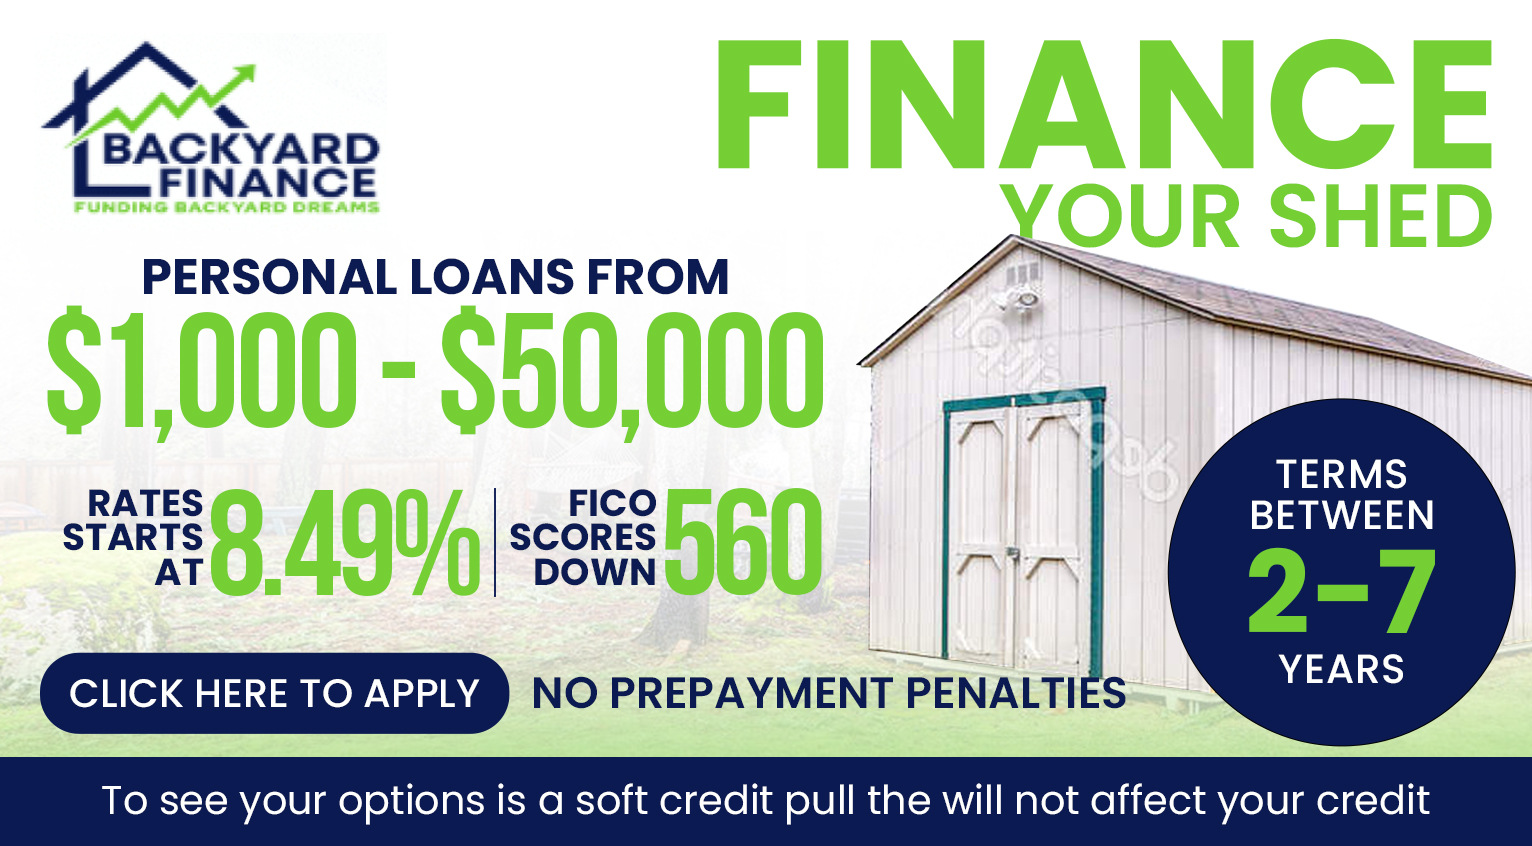 BACKYARD
FINANCE
FUNDING BACKYARD DREAMS
FINANCE
YOUR SHED
PERSONAL LOANS FROM
$1,000 - $50,000
RATES
STARTS
AT
8.49%
FICO
SCORES
DOWN
560
TERMS
BETWEEN
2-7
YEARS
CLICK HERE TO APPLY
NO PREPAYMENT PENALTIES
To see your options is a soft credit pull the will not affect your credit